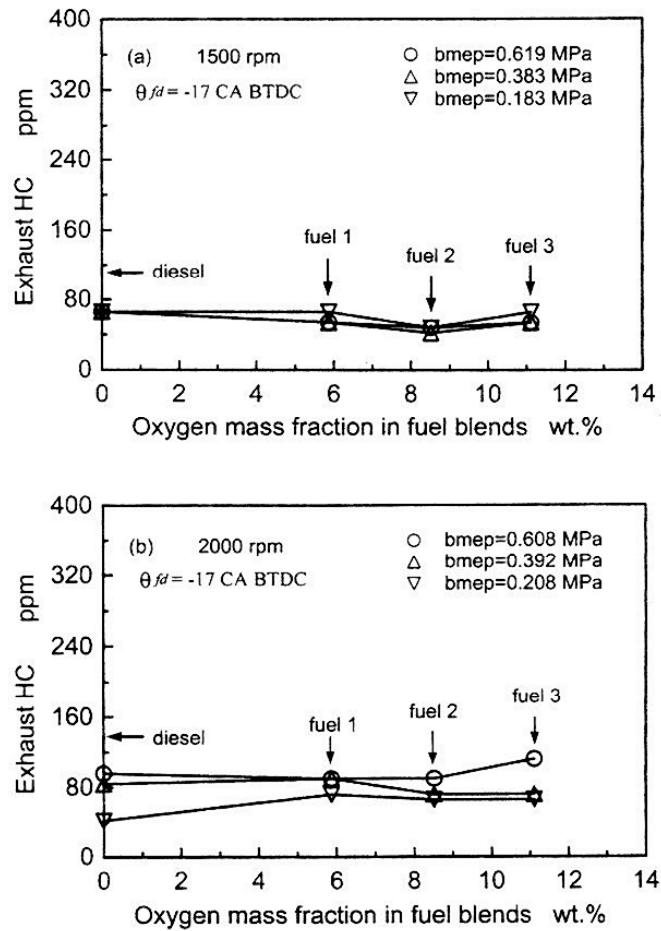 400
(a) 1500 rpm
θfd = -17 CA BTDC
bmep=0.619 MPa
bmep=0.383 MPa
bmep=0.183 MPa
320
240
160
80
0
Exhaust HC ppm
diesel
fuel 1
fuel 2
fuel 3
0 2 4 6 8 10 12 14
Oxygen mass fraction in fuel blends wt.%
400
(b) 2000 rpm
θfd = -17 CA BTDC
bmep=0.608 MPa
bmep=0.392 MPa
bmep=0.208 MPa
320
240
160
80
0
Exhaust HC ppm
diesel
fuel 1
fuel 2
fuel 3
0 2 4 6 8 10 12 14
Oxygen mass fraction in fuel blends wt.%